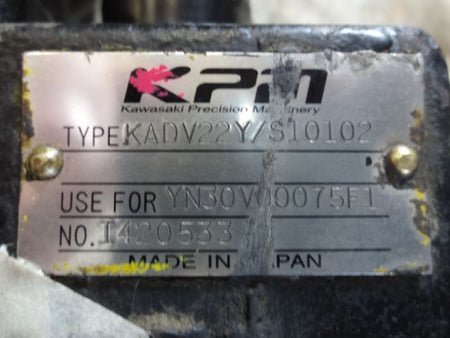 KPM
Kawasaki Precision Machinery
TYPE KADV22Y/S10102
USE FOR YN30V00075F1
NO. I420533
MADE IN JAPAN